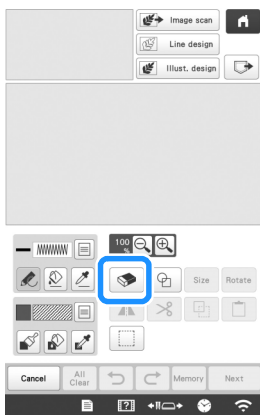 Image scan
Line design
Illust. design
100
%
Size
Rotate
Cancel
All
Clear
Memory
Next